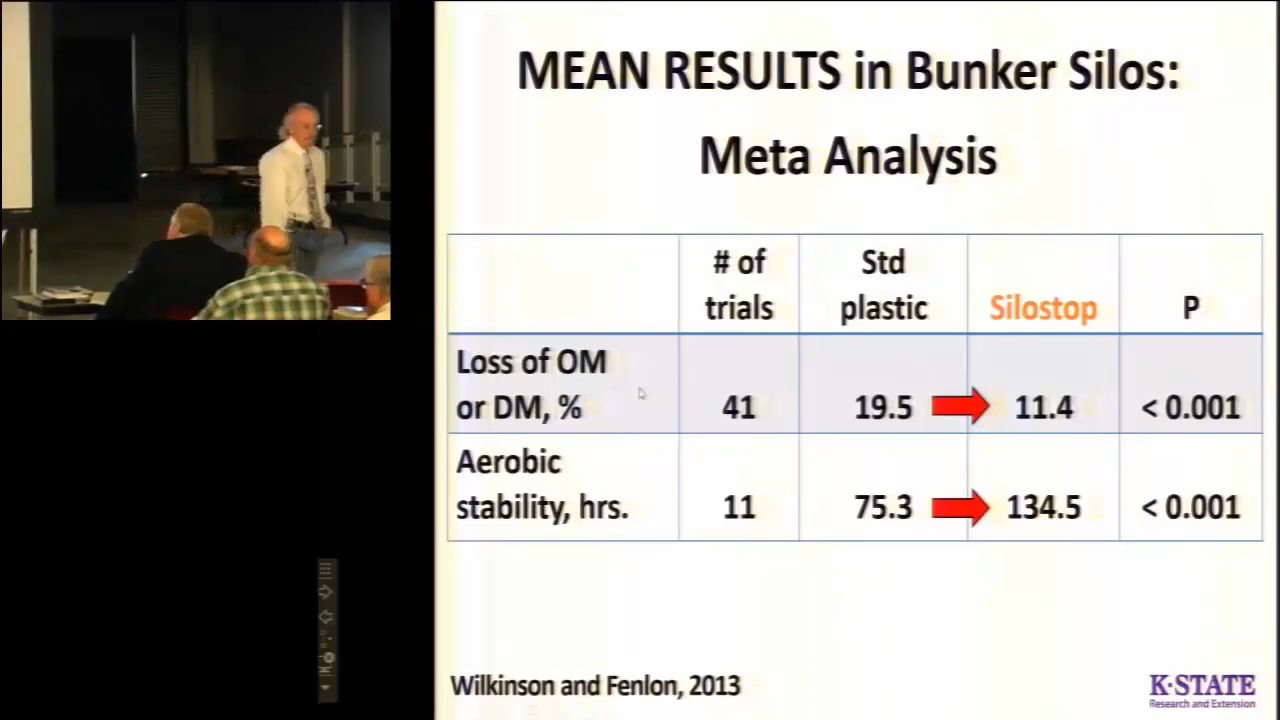 MEAN RESULTS in Bunker Silos:
Meta Analysis
# of trials
Std plastic
Silostop
P
Loss of OM or DM, %
41
19.5
11.4
< 0.001
Aerobic stability, hrs.
11
75.3
134.5
< 0.001
Wilkinson and Fenlon, 2013
K·STATE
Research and Extension